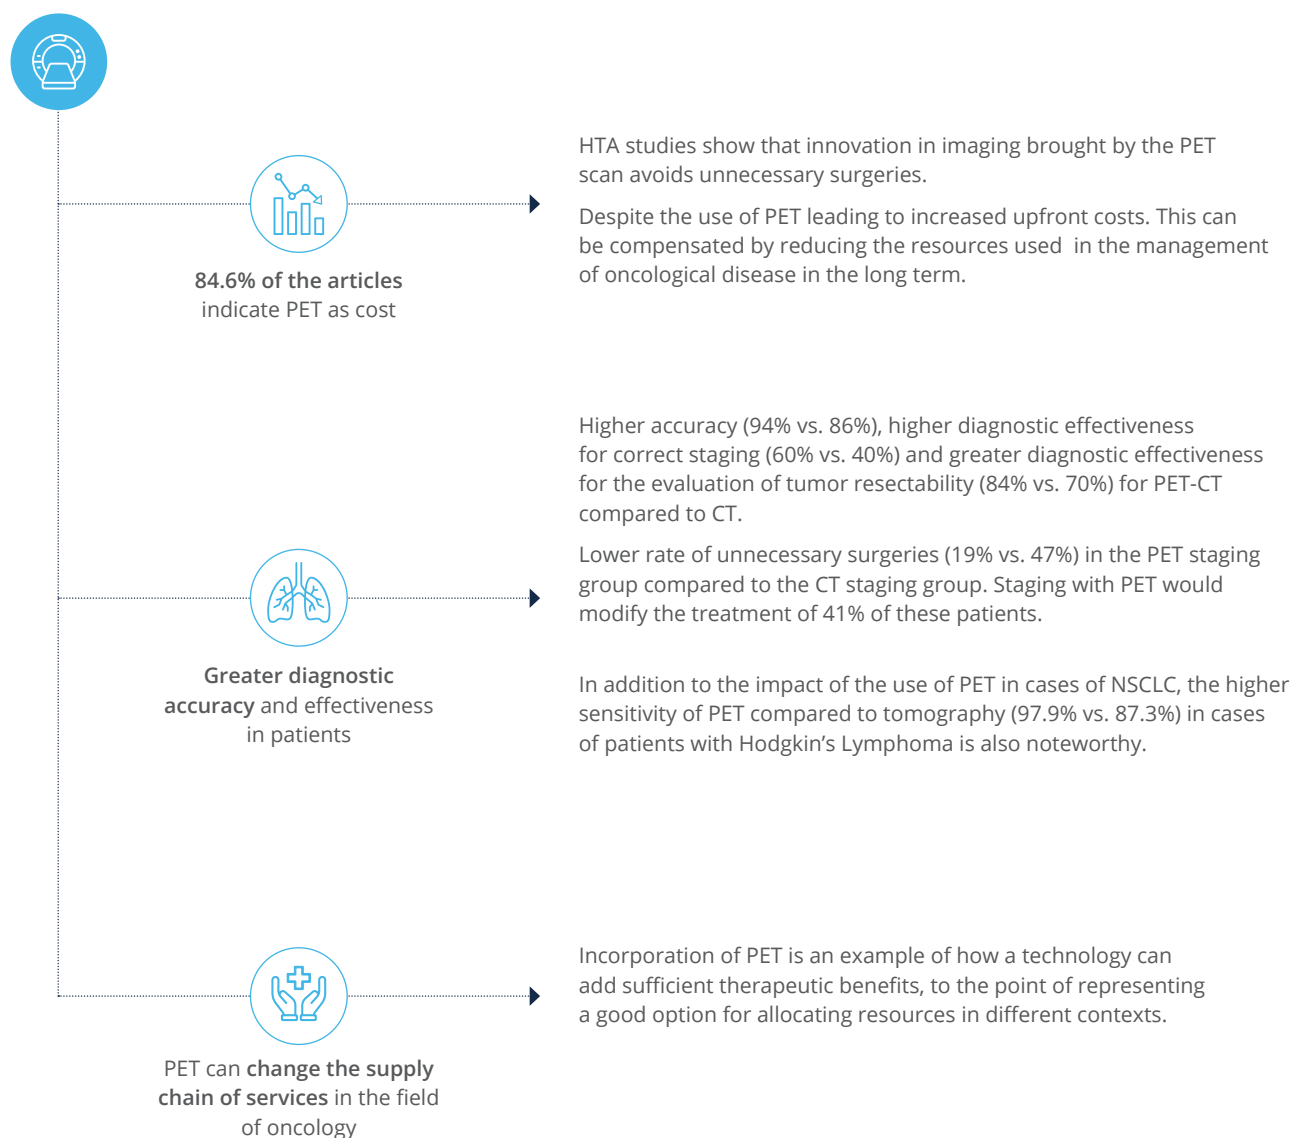 HTA studies show that innovation in imaging brought by the PET
scan avoids unnecessary surgeries.
Despite the use of PET leading to increased upfront costs. This can
be compensated by reducing the resources used in the management
of oncological disease in the long term.
84.6% of the articles
indicate PET as cost
Higher accuracy (94% vs. 86%), higher diagnostic effectiveness
for correct staging (60% vs. 40%) and greater diagnostic effectiveness
for the evaluation of tumor resectability (84% vs. 70%) for PET-CT
compared to CT.
Lower rate of unnecessary surgeries (19% vs. 47%) in the PET staging
group compared to the CT staging group. Staging with PET would
modify the treatment of 41% of these patients.
In addition to the impact of the use of PET in cases of NSCLC, the higher
sensitivity of PET compared to tomography (97.9% vs. 87.3%) in cases
of patients with Hodgkin’s Lymphoma is also noteworthy.
Greater diagnostic
accuracy and effectiveness
in patients
Incorporation of PET is an example of how a technology can
add sufficient therapeutic benefits, to the point of representing
a good option for allocating resources in different contexts.
PET can change the supply
chain of services in the field
of oncology